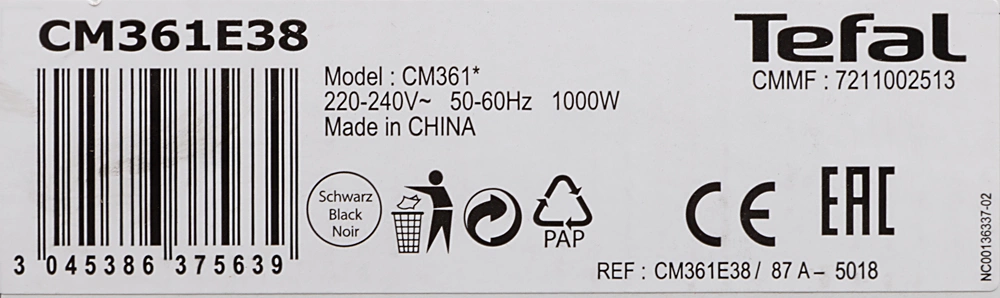 CM361E38
Tefal
CMMF : 7211002513
Model : CM361*
220-240V~ 50-60Hz 1000W
Made in CHINA
Schwarz
Black
Noir
PAP
CE
EAC
3 045386 375639
REF : CM361E38 / 87 A - 5018
NC00136337-02